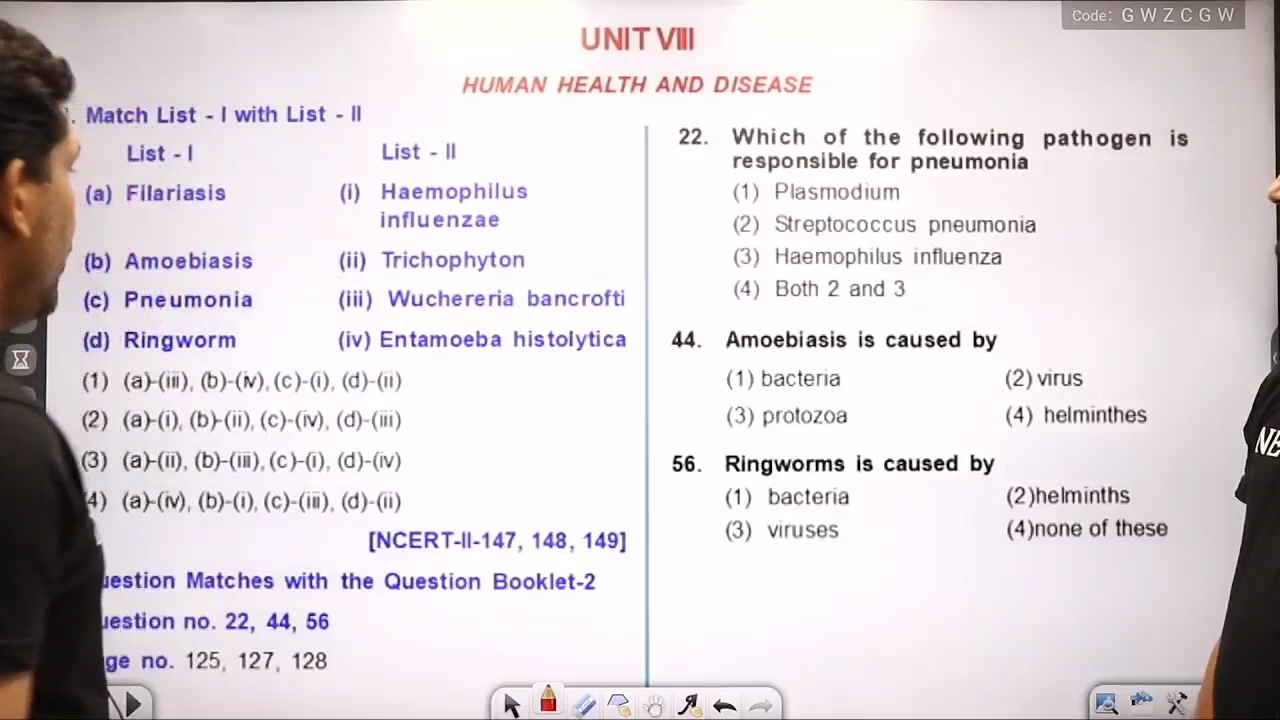 Code: G W Z C G W
UNIT VIII
HUMAN HEALTH AND DISEASE
. Match List - I with List - II
List - I List - II
(a) Filariasis (i) Haemophilus
influenzae
(b) Amoebiasis (ii) Trichophyton
(c) Pneumonia (iii) Wuchereria bancrofti
(d) Ringworm (iv) Entamoeba histolytica
(1) (a)-(iii), (b)-(iv), (c)-(i), (d)-(ii)
(2) (a)-(i), (b)-(ii), (c)-(iv), (d)-(iii)
(3) (a)-(ii), (b)-(iii), (c)-(i), (d)-(iv)
4) (a)-(iv), (b)-(i), (c)-(iii), (d)-(ii)
[NCERT-II-147, 148, 149]
uestion Matches with the Question Booklet-2
uestion no. 22, 44, 56
ge no. 125, 127, 128
22. Which of the following pathogen is
responsible for pneumonia
(1) Plasmodium
(2) Streptococcus pneumonia
(3) Haemophilus influenza
(4) Both 2 and 3
44. Amoebiasis is caused by
(1) bacteria (2) virus
(3) protozoa (4) helminthes
56. Ringworms is caused by
(1) bacteria (2)helminths
(3) viruses (4)none of these
NE